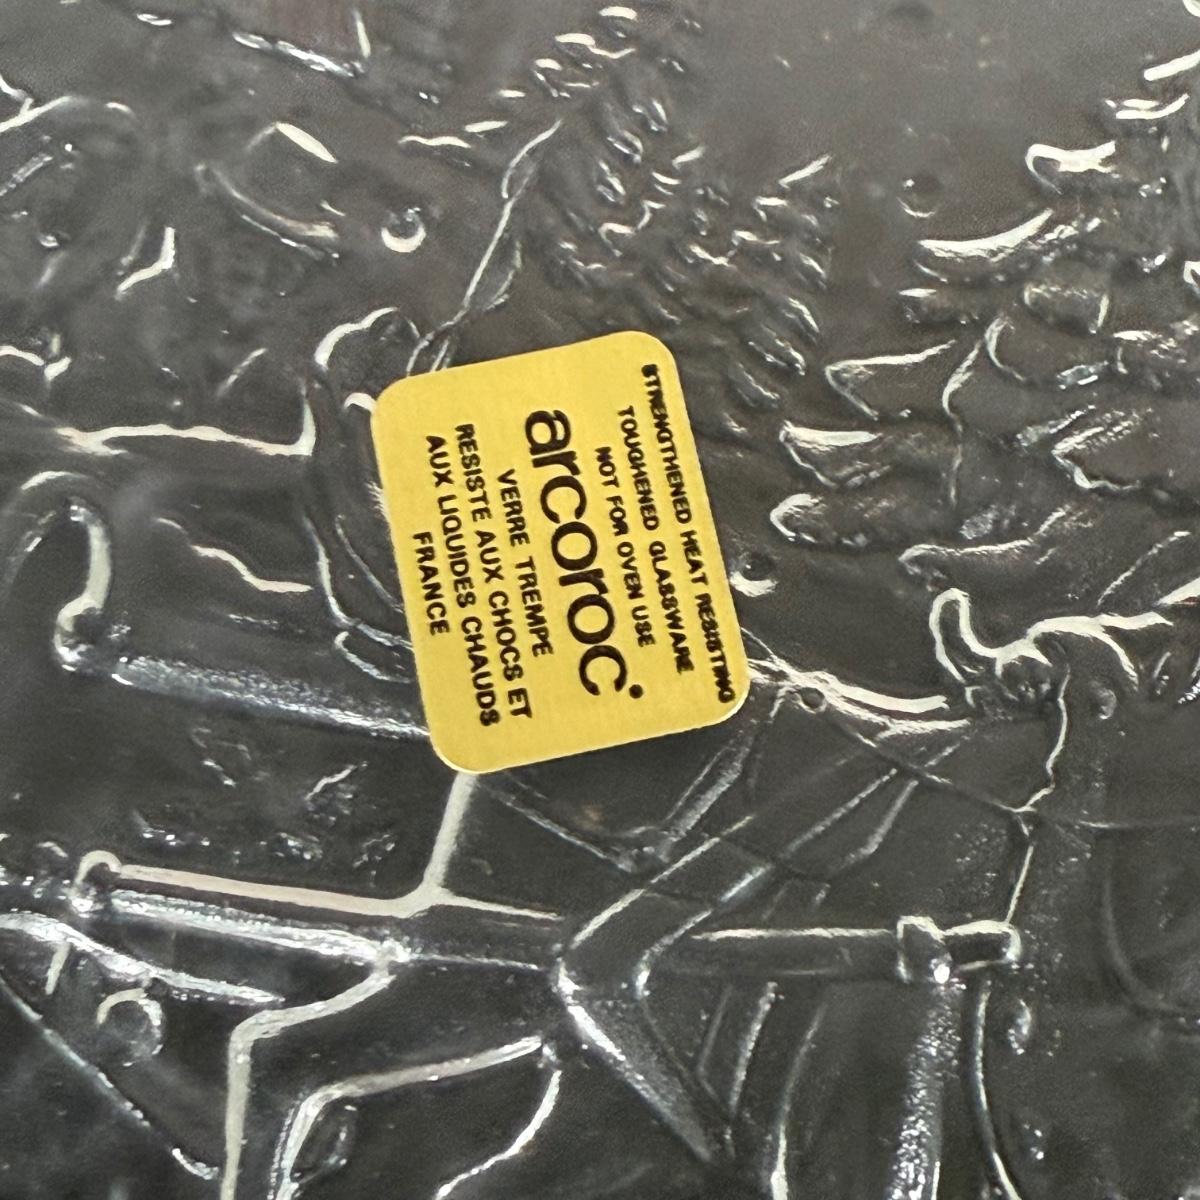 STRENGTHENED HEAT RESISTING
TOUGHENED GLASSWARE
NOT FOR OVEN USE
arcoroc
VERRE TREMPE
RESISTE AUX CHOCS ET
AUX LIQUIDES CHAUDS
FRANCE